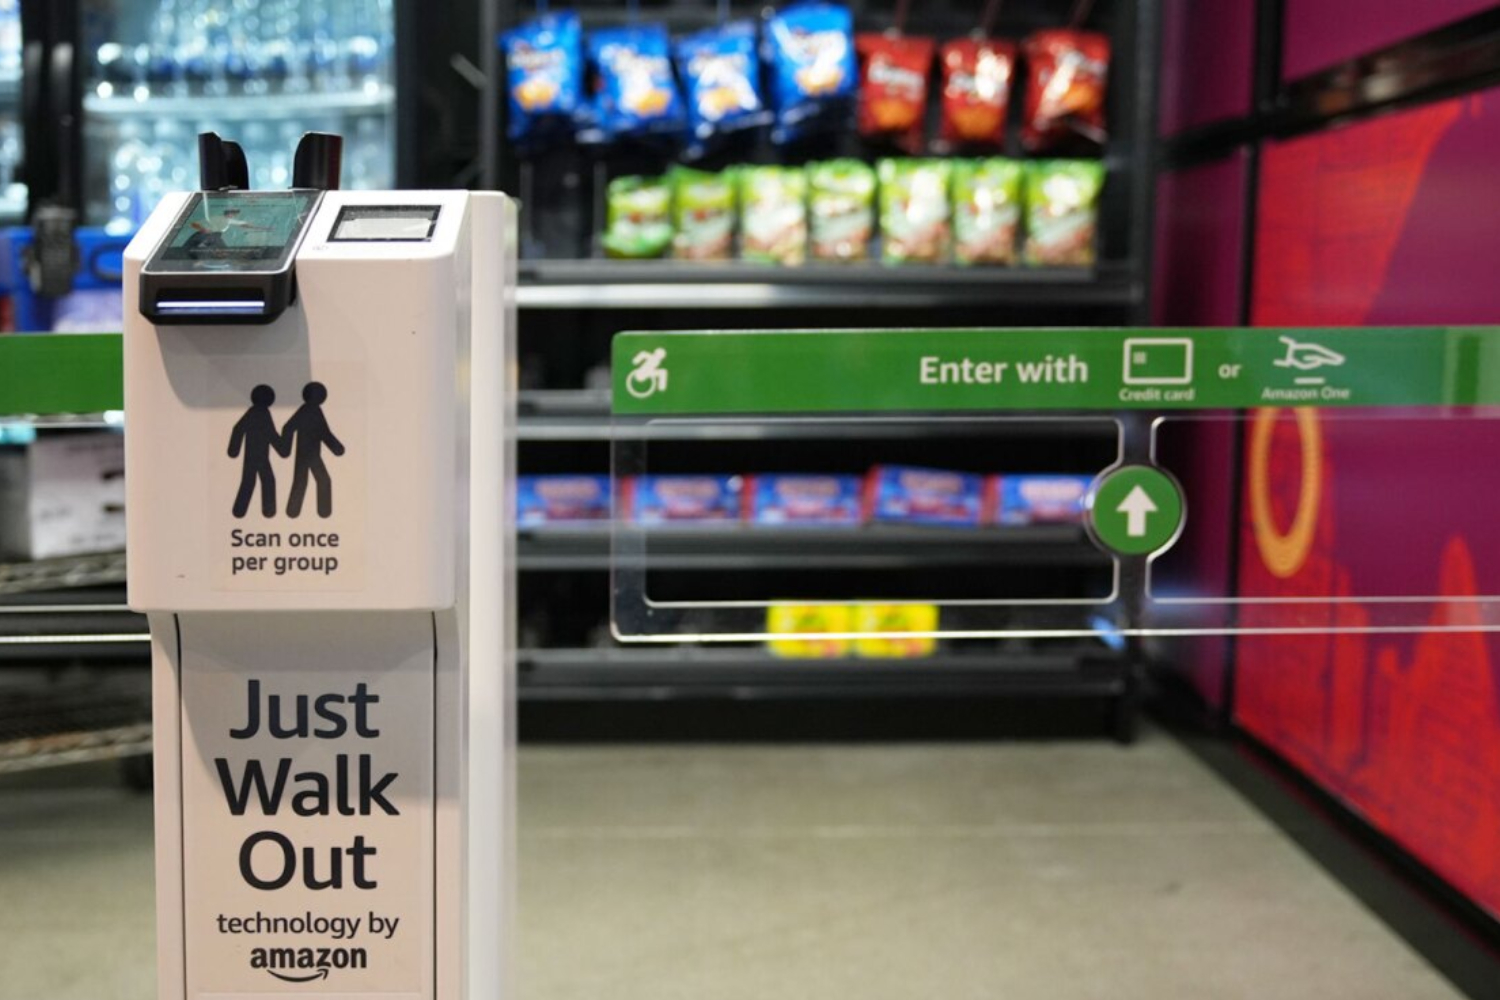 Scan once
per group
Just
Walk
Out
technology by
amazon
Enter with
Credit card
or
Amazon One